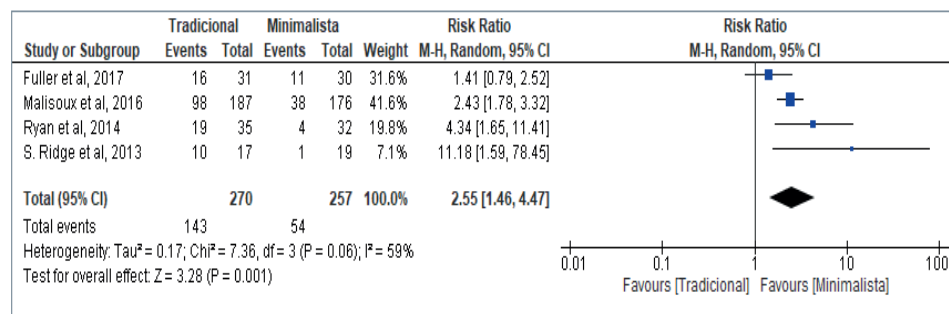 Tradicional Minimalista Risk Ratio Risk Ratio
Study or Subgroup Events Total Events Total Weight M-H, Random, 95% CI M-H, Random, 95% CI
Fuller et al, 2017 16 31 11 30 31.6% 1.41 [0.79, 2.52]
Malisoux et al, 2016 98 187 38 176 41.6% 2.43 [1.78, 3.32]
Ryan et al, 2014 19 35 4 32 19.8% 4.34 [1.65, 11.41]
S. Ridge et al, 2013 10 17 1 19 7.1% 11.18 [1.59, 78.45]
Total (95% CI) 270 257 100.0% 2.55 [1.46, 4.47]
Total events 143 54
Heterogeneity: Tau² = 0.17; Chi² = 7.36, df = 3 (P = 0.06); I² = 59%
Test for overall effect: Z = 3.28 (P = 0.001)
0.01 0.1 1 10 100
Favours [Tradicional] Favours [Minimalista]